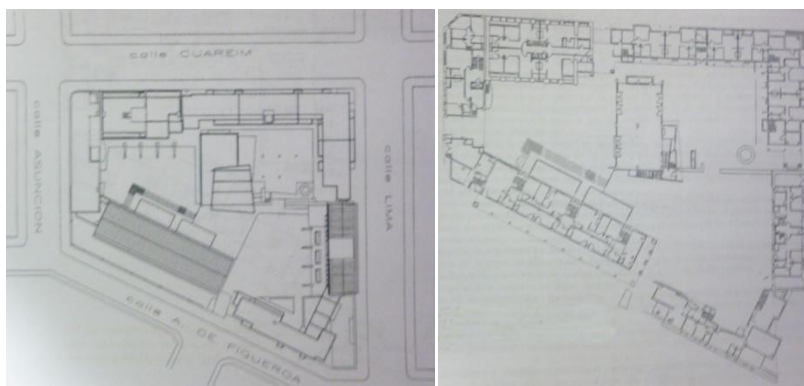 calle CUAREIM
calle ASUNCION
calle LIMA
calle A. DE FIGUEROA